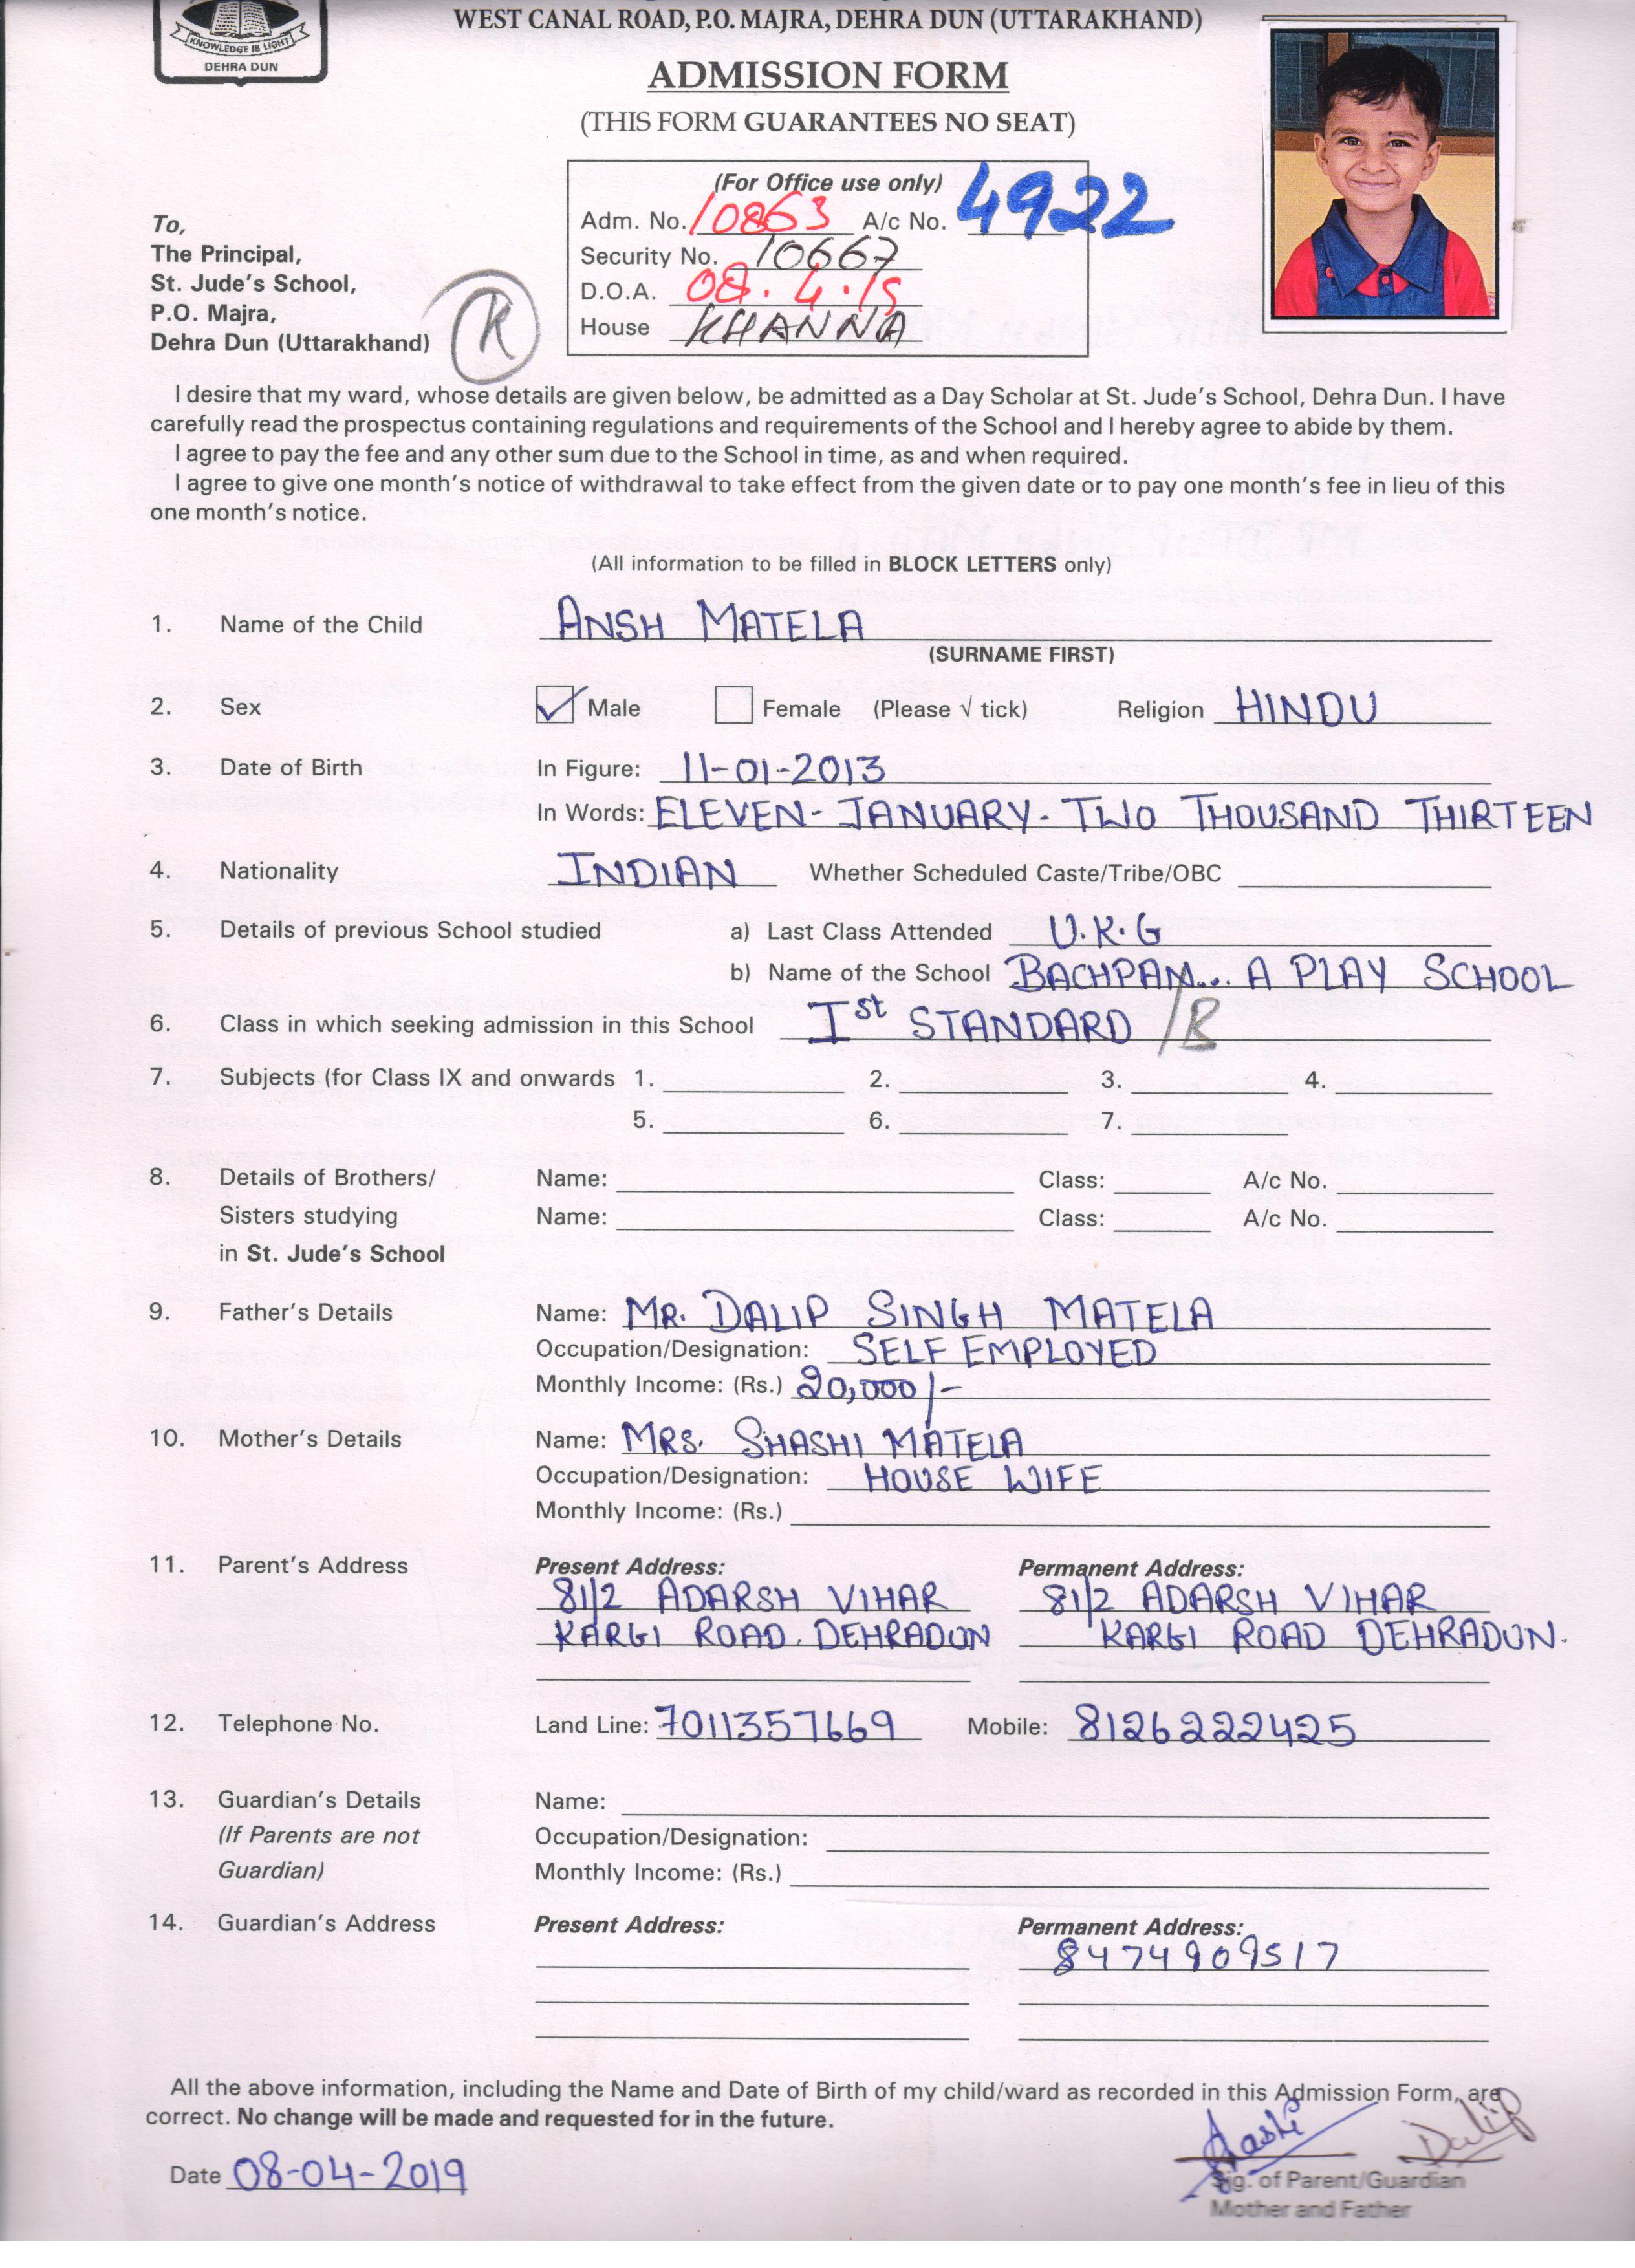 KNOWLEDGE IS LIGHT
DEHRA DUN
WEST CANAL ROAD, P.O. MAJRA, DEHRA DUN (UTTARAKHAND)
ADMISSION FORM
(THIS FORM GUARANTEES NO SEAT)
(For Office use only)
Adm. No. 10863 A/c No. 4922
Security No. 10667
D.O.A. 08.4.19
House KHANNA
To,
The Principal,
St. Jude's School,
P.O. Majra,
Dehra Dun (Uttarakhand)
K
I desire that my ward, whose details are given below, be admitted as a Day Scholar at St. Jude's School, Dehra Dun. I have
carefully read the prospectus containing regulations and requirements of the School and I hereby agree to abide by them.
I agree to pay the fee and any other sum due to the School in time, as and when required.
I agree to give one month's notice of withdrawal to take effect from the given date or to pay one month's fee in lieu of this
one month's notice.
(All information to be filled in BLOCK LETTERS only)
1. Name of the Child ANSH MATELA
(SURNAME FIRST)
2. Sex Male Female (Please √ tick) Religion HINDU
3. Date of Birth In Figure: 11-01-2013
In Words: ELEVEN- JANUARY- TWO THOUSAND THIRTEEN
4. Nationality INDIAN Whether Scheduled Caste/Tribe/OBC
5. Details of previous School studied a) Last Class Attended U.K.G
b) Name of the School BACHPAN... A PLAY SCHOOL
6. Class in which seeking admission in this School Ist STANDARD /B
7. Subjects (for Class IX and onwards 1. 2. 3. 4.
5. 6. 7.
8. Details of Brothers/ Name: Class: A/c No.
Sisters studying Name: Class: A/c No.
in St. Jude's School
9. Father's Details Name: MR. DALIP SINGH MATELA
Occupation/Designation: SELF EMPLOYED
Monthly Income: (Rs.) 20,000/-
10. Mother's Details Name: MRS. SHASHI MATELA
Occupation/Designation: HOUSE WIFE
Monthly Income: (Rs.)
11. Parent's Address Present Address: Permanent Address:
81/2 ADARSH VIHAR 81/2 ADARSH VIHAR
KARGI ROAD. DEHRADUN KARGI ROAD DEHRADUN.
12. Telephone No. Land Line: 7011357669 Mobile: 8126222425
13. Guardian's Details Name:
(If Parents are not Occupation/Designation:
Guardian) Monthly Income: (Rs.)
14. Guardian's Address Present Address: Permanent Address:
8474909517
All the above information, including the Name and Date of Birth of my child/ward as recorded in this Admission Form, are
correct. No change will be made and requested for in the future.
Shashi Dalip
Date 08-04-2019
Sig. of Parent/Guardian
Mother and Father